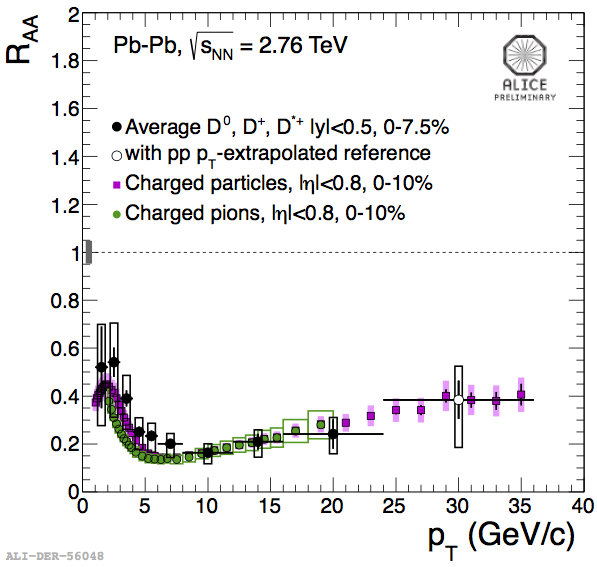 R_AA
2
1.8
1.6
1.4
1.2
1
0.8
0.6
0.4
0.2
0
Pb-Pb, √s_NN = 2.76 TeV
ALICE
PRELIMINARY
Average D^0, D^+, D^*+ |y|<0.5, 0-7.5%
with pp p_T-extrapolated reference
Charged particles, |η|<0.8, 0-10%
Charged pions, |η|<0.8, 0-10%
0 5 10 15 20 25 30 35 40
p_T (GeV/c)
ALI-DER-56048